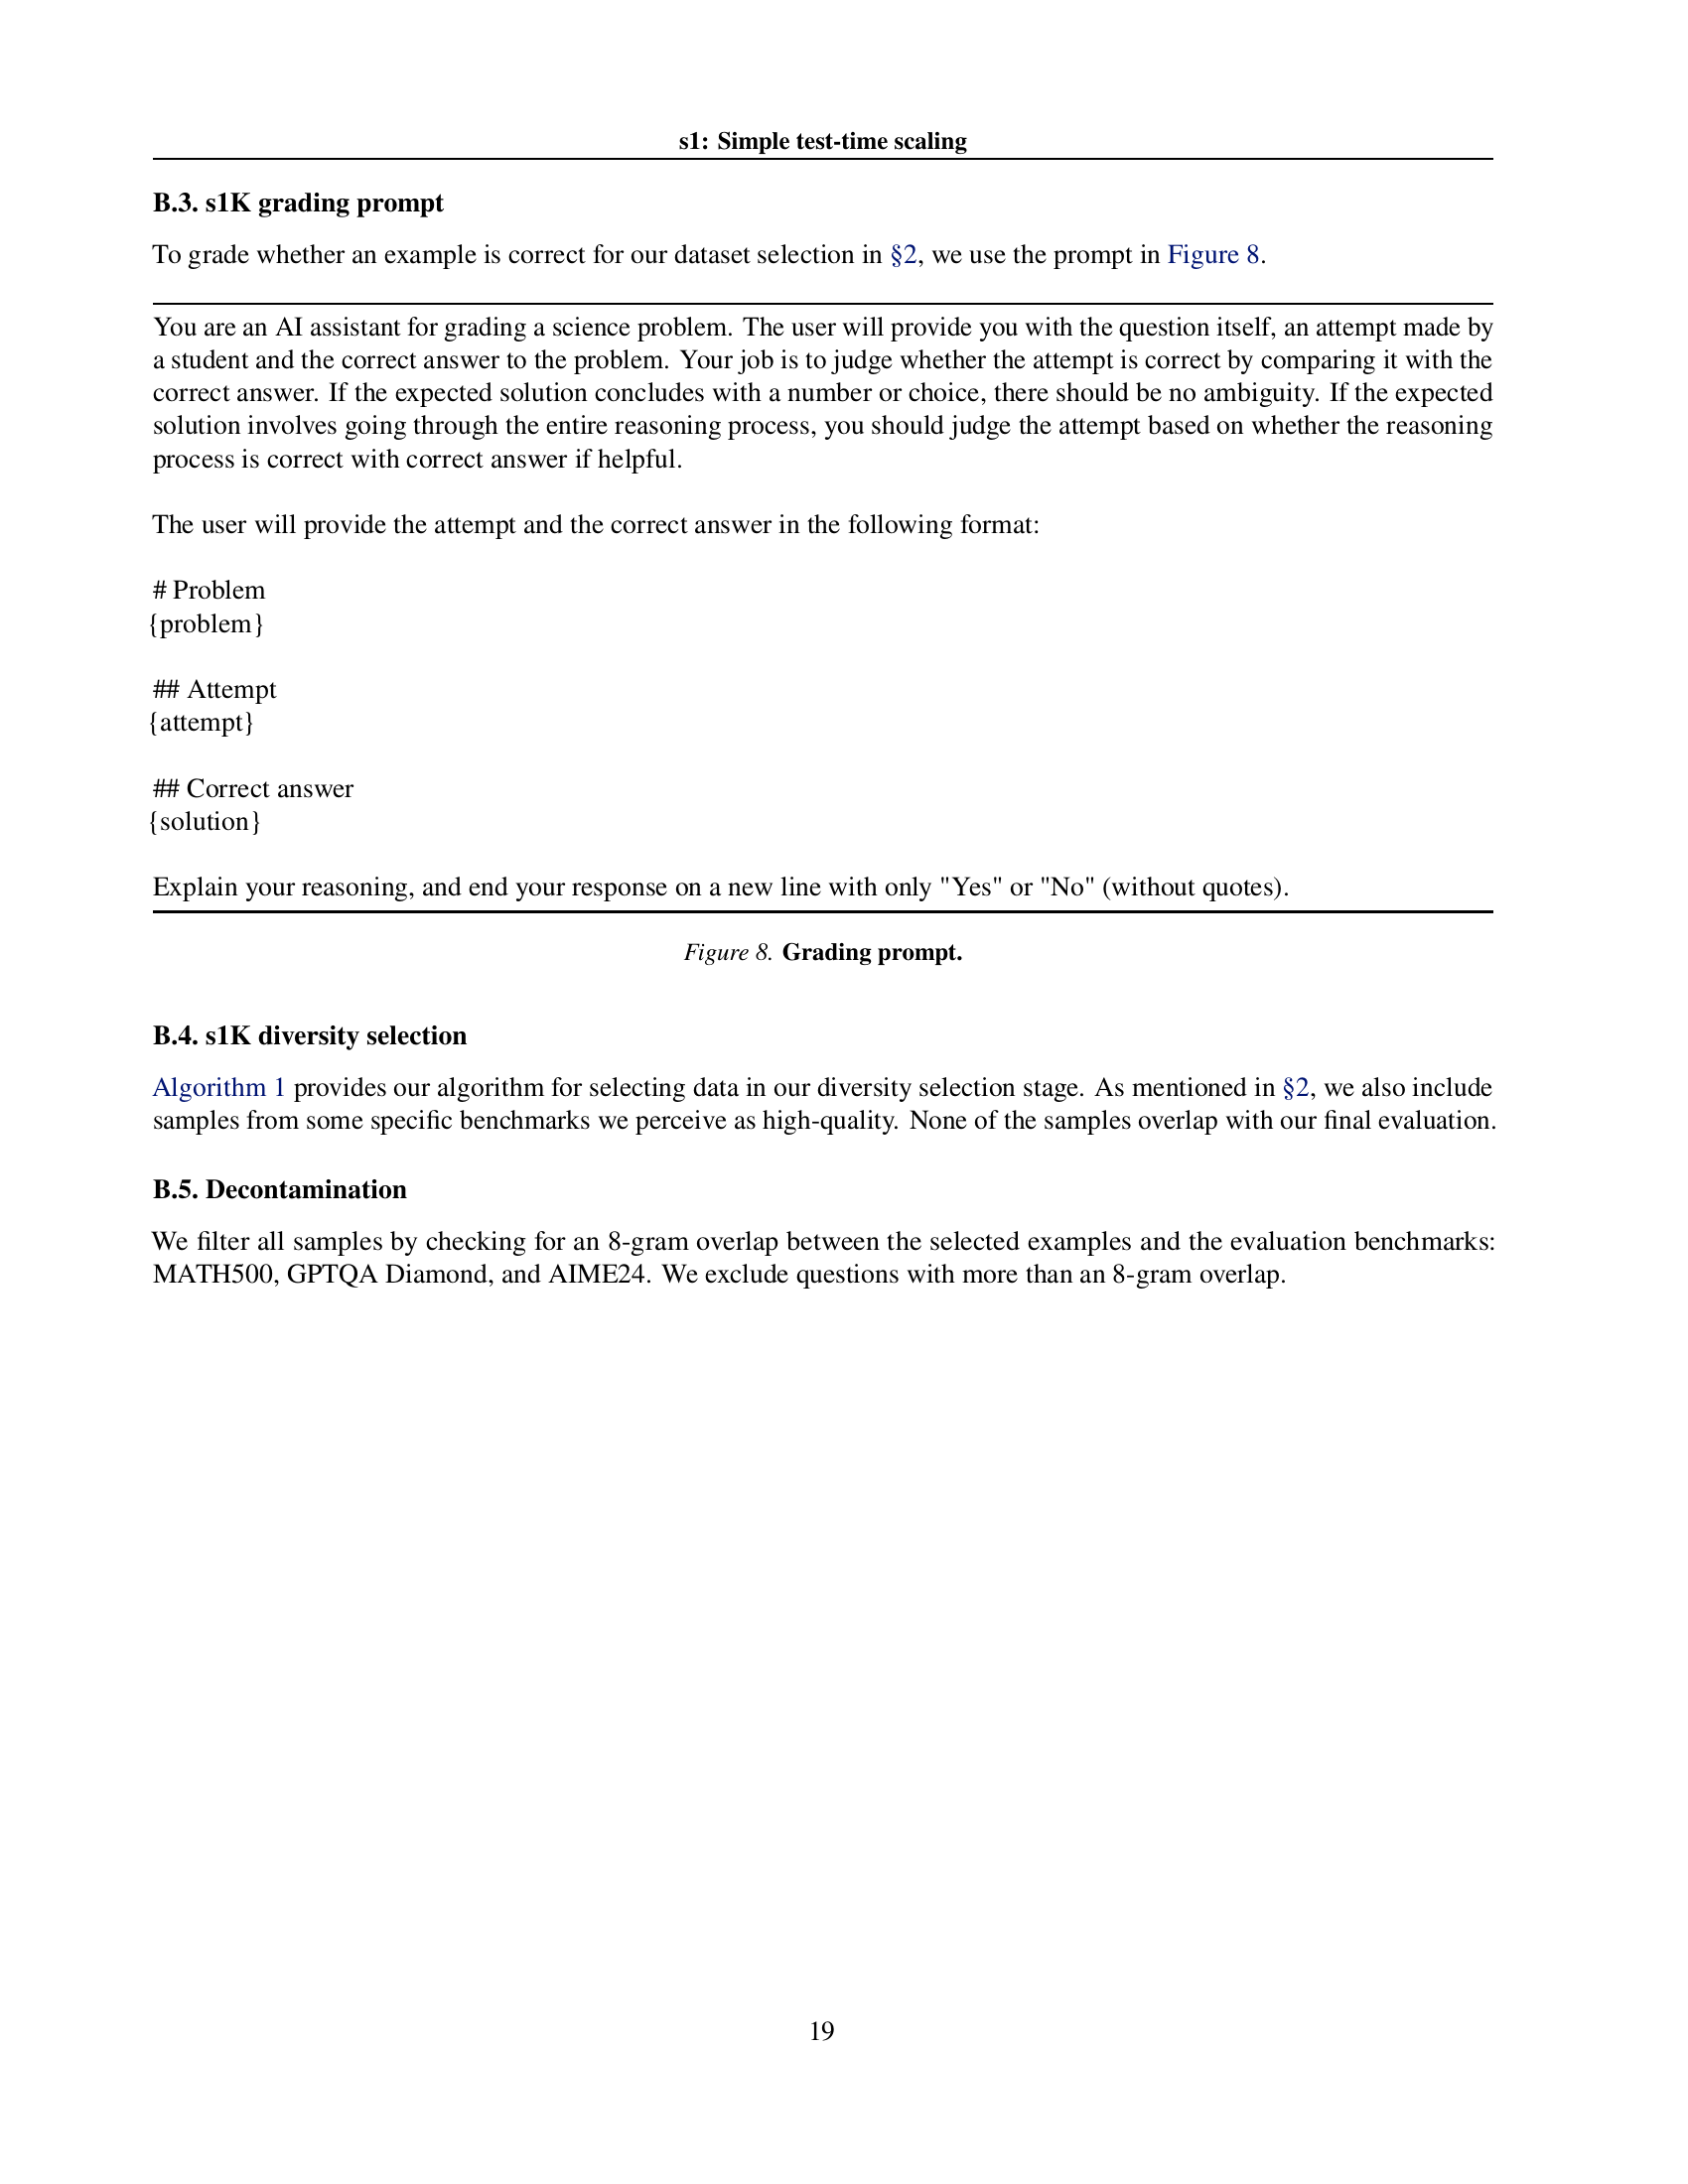 s1: Simple test-time scaling
B.3. s1K grading prompt
To grade whether an example is correct for our dataset selection in §2, we use the prompt in Figure 8.
You are an AI assistant for grading a science problem. The user will provide you with the question itself, an attempt made by
a student and the correct answer to the problem. Your job is to judge whether the attempt is correct by comparing it with the
correct answer. If the expected solution concludes with a number or choice, there should be no ambiguity. If the expected
solution involves going through the entire reasoning process, you should judge the attempt based on whether the reasoning
process is correct with correct answer if helpful.
The user will provide the attempt and the correct answer in the following format:
# Problem
{problem}
## Attempt
{attempt}
## Correct answer
{solution}
Explain your reasoning, and end your response on a new line with only "Yes" or "No" (without quotes).
Figure 8. Grading prompt.
B.4. s1K diversity selection
Algorithm 1 provides our algorithm for selecting data in our diversity selection stage. As mentioned in §2, we also include
samples from some specific benchmarks we perceive as high-quality. None of the samples overlap with our final evaluation.
B.5. Decontamination
We filter all samples by checking for an 8-gram overlap between the selected examples and the evaluation benchmarks:
MATH500, GPTQA Diamond, and AIME24. We exclude questions with more than an 8-gram overlap.
19